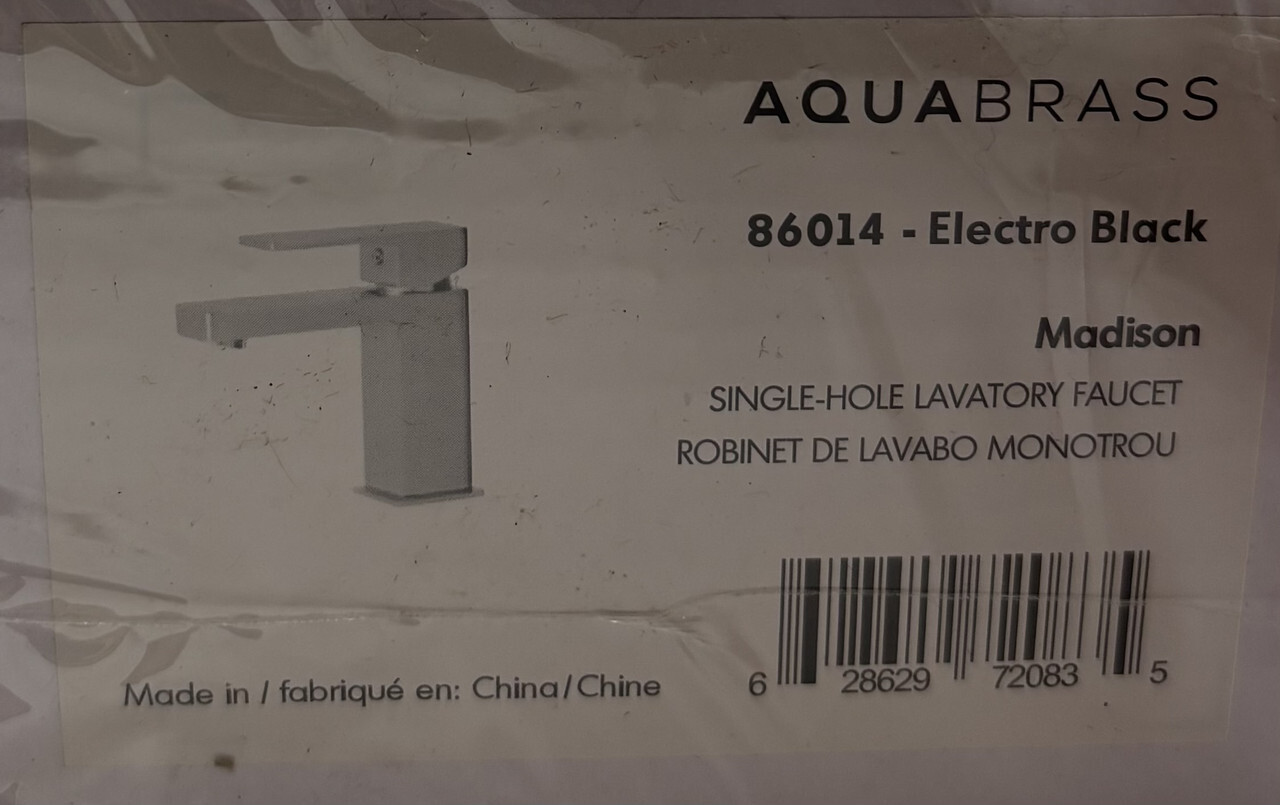 AQUABRASS
86014 - Electro Black
Madison
SINGLE-HOLE LAVATORY FAUCET
ROBINET DE LAVABO MONOTROU
6 28629 72083 5
Made in / fabriqué en: China/Chine